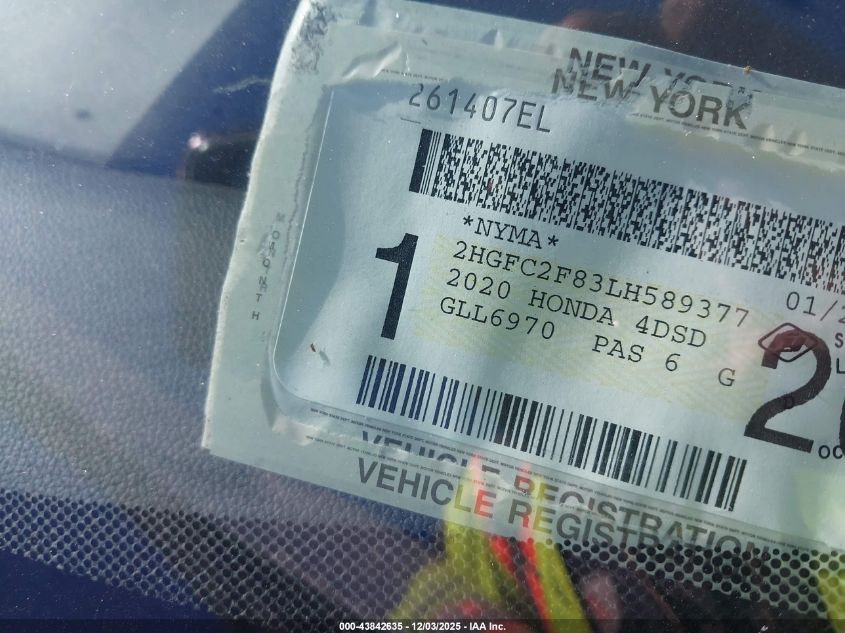 NEW YORK
NEW YORK
261407EL
*NYMA*
2HGFC2F83LH589377
01/2
2020 HONDA 4DSD
GLL6970 PAS 6 G
1
MONTH
VEHICLE REGISTRATION
VEHICLE REGISTRATION
000-43842635 - 12/03/2025 - IAA Inc.